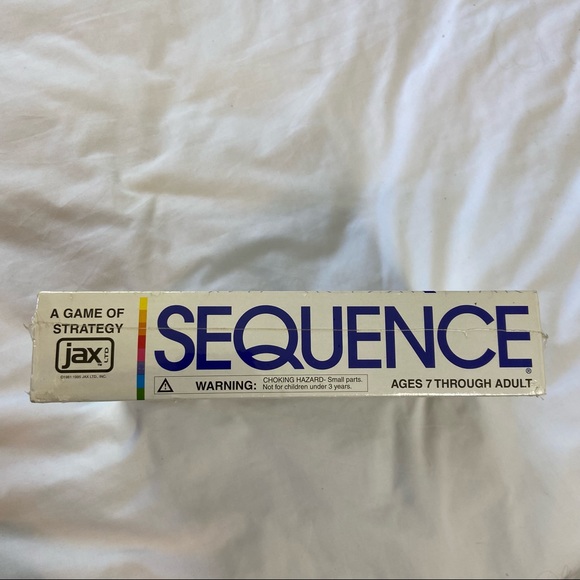 A GAME OF
STRATEGY
jax LTD
SEQUENCE®
WARNING: CHOKING HAZARD- Small parts.
Not for children under 3 years.
AGES 7 THROUGH ADULT